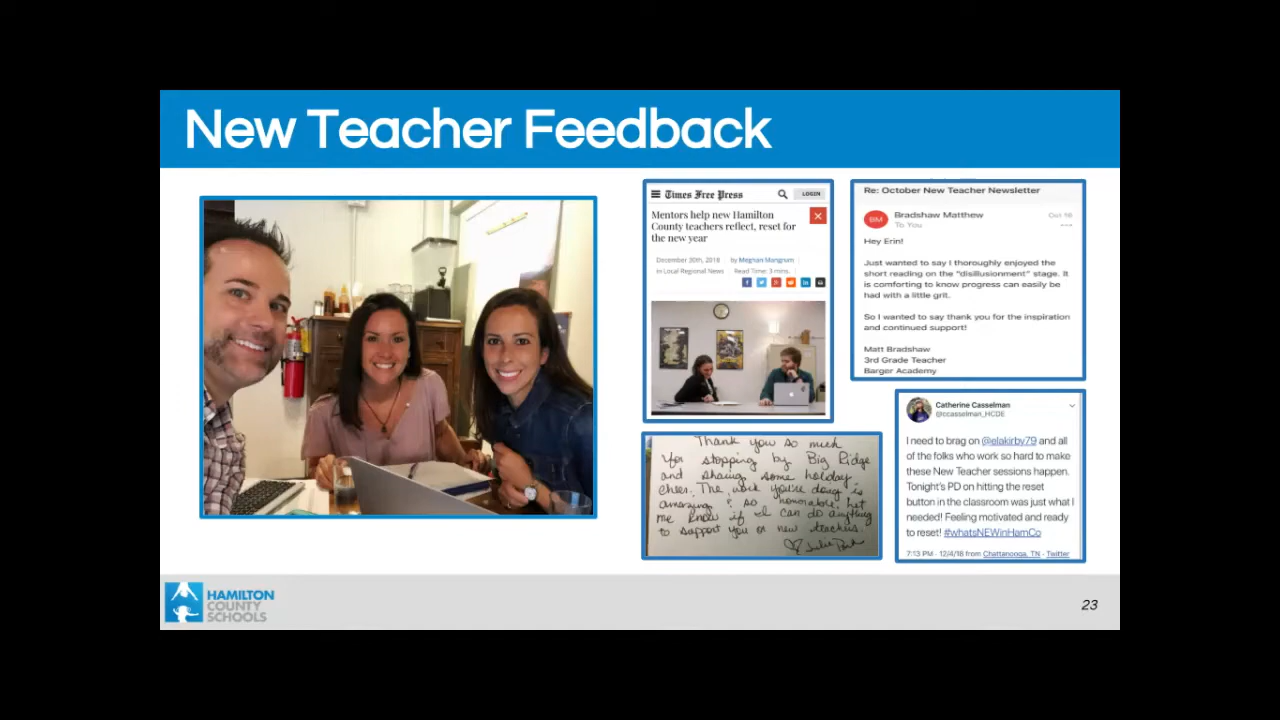 New Teacher Feedback
Times Free Press
LOGIN
Mentors help new Hamilton
County teachers reflect, reset for
the new year
December 30th, 2018 | by Meghan Mangrum
in Local Regional News Read Time: 3 mins.
Re: October New Teacher Newsletter
BM
Bradshaw Matthew
Oct 16
To You
Hey Erin!
Just wanted to say I thoroughly enjoyed the
short reading on the "disillusionment" stage. It
is comforting to know progress can easily be
had with a little grit.
So I wanted to say thank you for the inspiration
and continued support!
Matt Bradshaw
3rd Grade Teacher
Barger Academy
Thank you so much
for stopping by Big Ridge
and sharing some holiday
cheer. The work you're doing is
amazing & so honorable. Let
me know if I can do anything
to support you or new teachers.
Catherine Casselman
@ccasselman_HCDE
I need to brag on @elakirby79 and all
of the folks who work so hard to make
these New Teacher sessions happen.
Tonight's PD on hitting the reset
button in the classroom was just what I
needed! Feeling motivated and ready
to reset! #whatsNEWinHamCo
7:13 PM · 12/4/18 from Chattanooga, TN · Twitter
HAMILTON
COUNTY
SCHOOLS
23